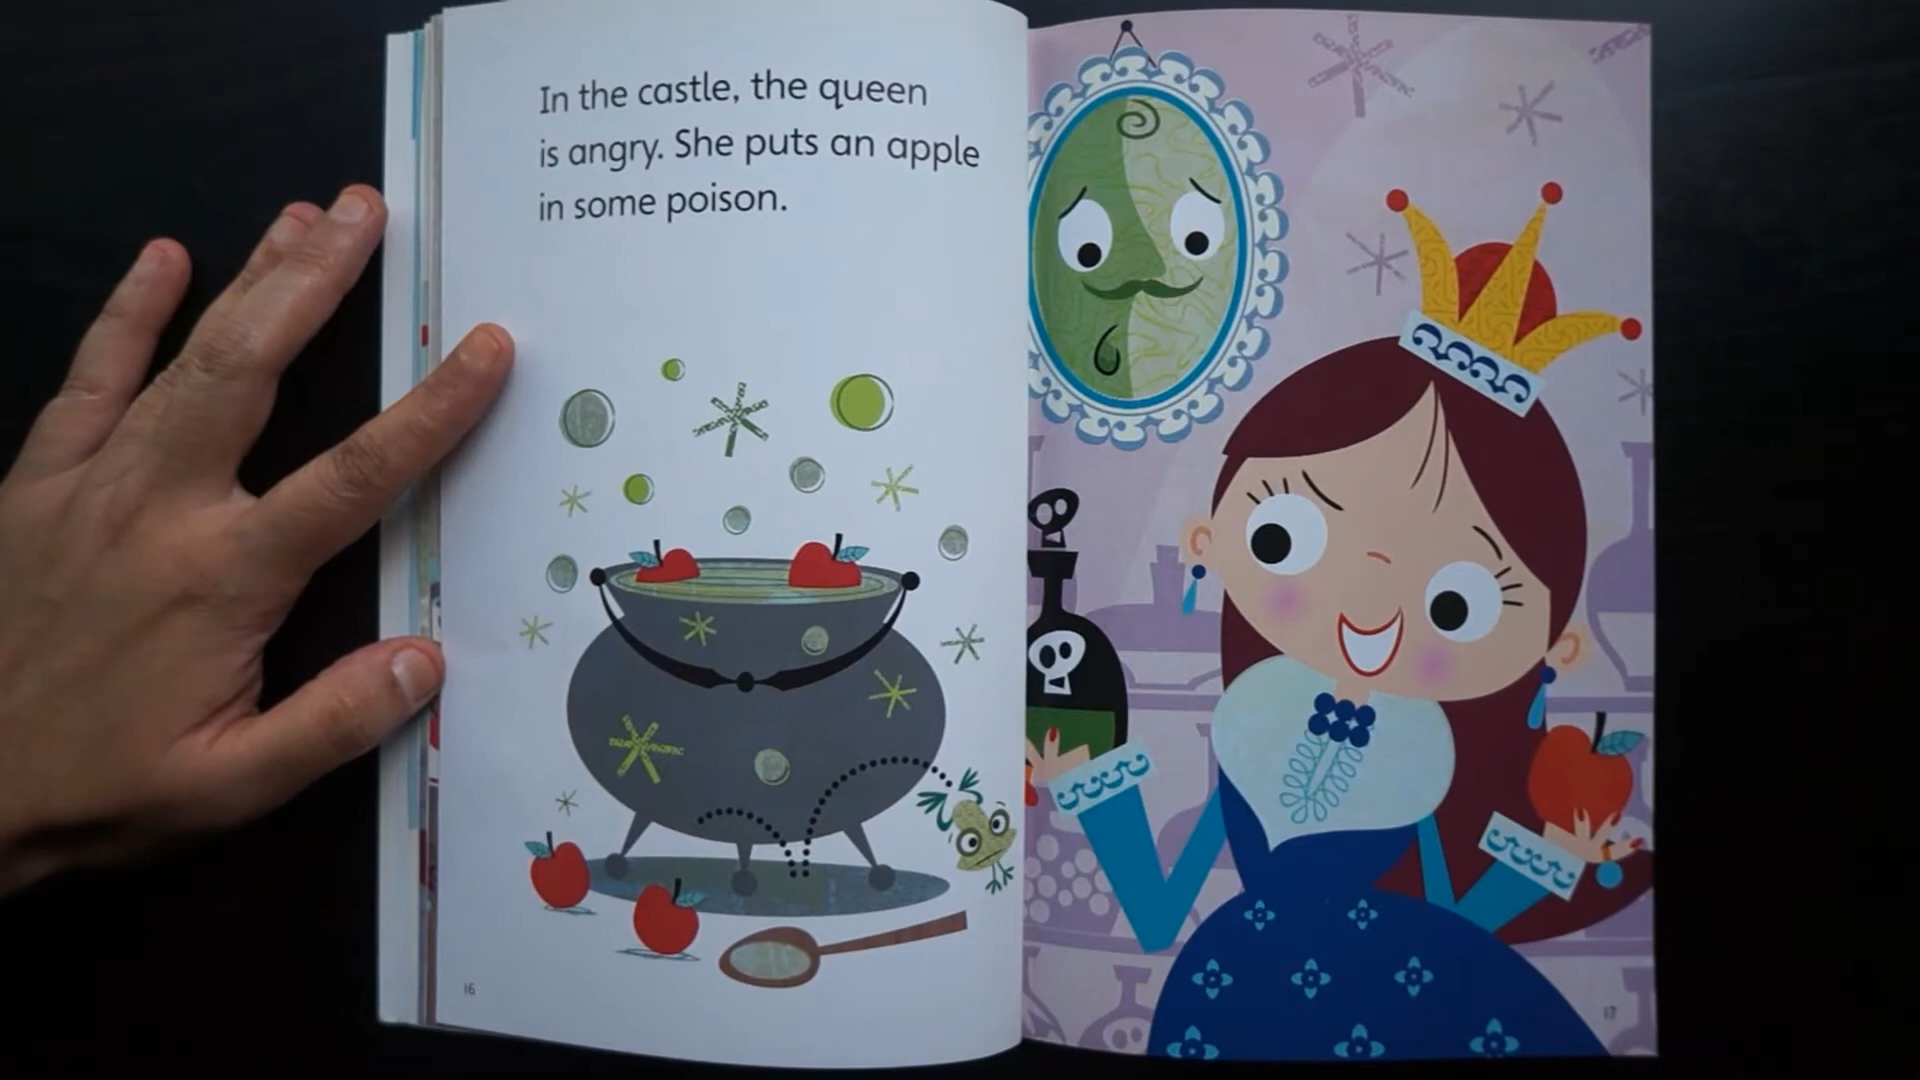 In the castle, the queen
is angry. She puts an apple
in some poison.
16
17